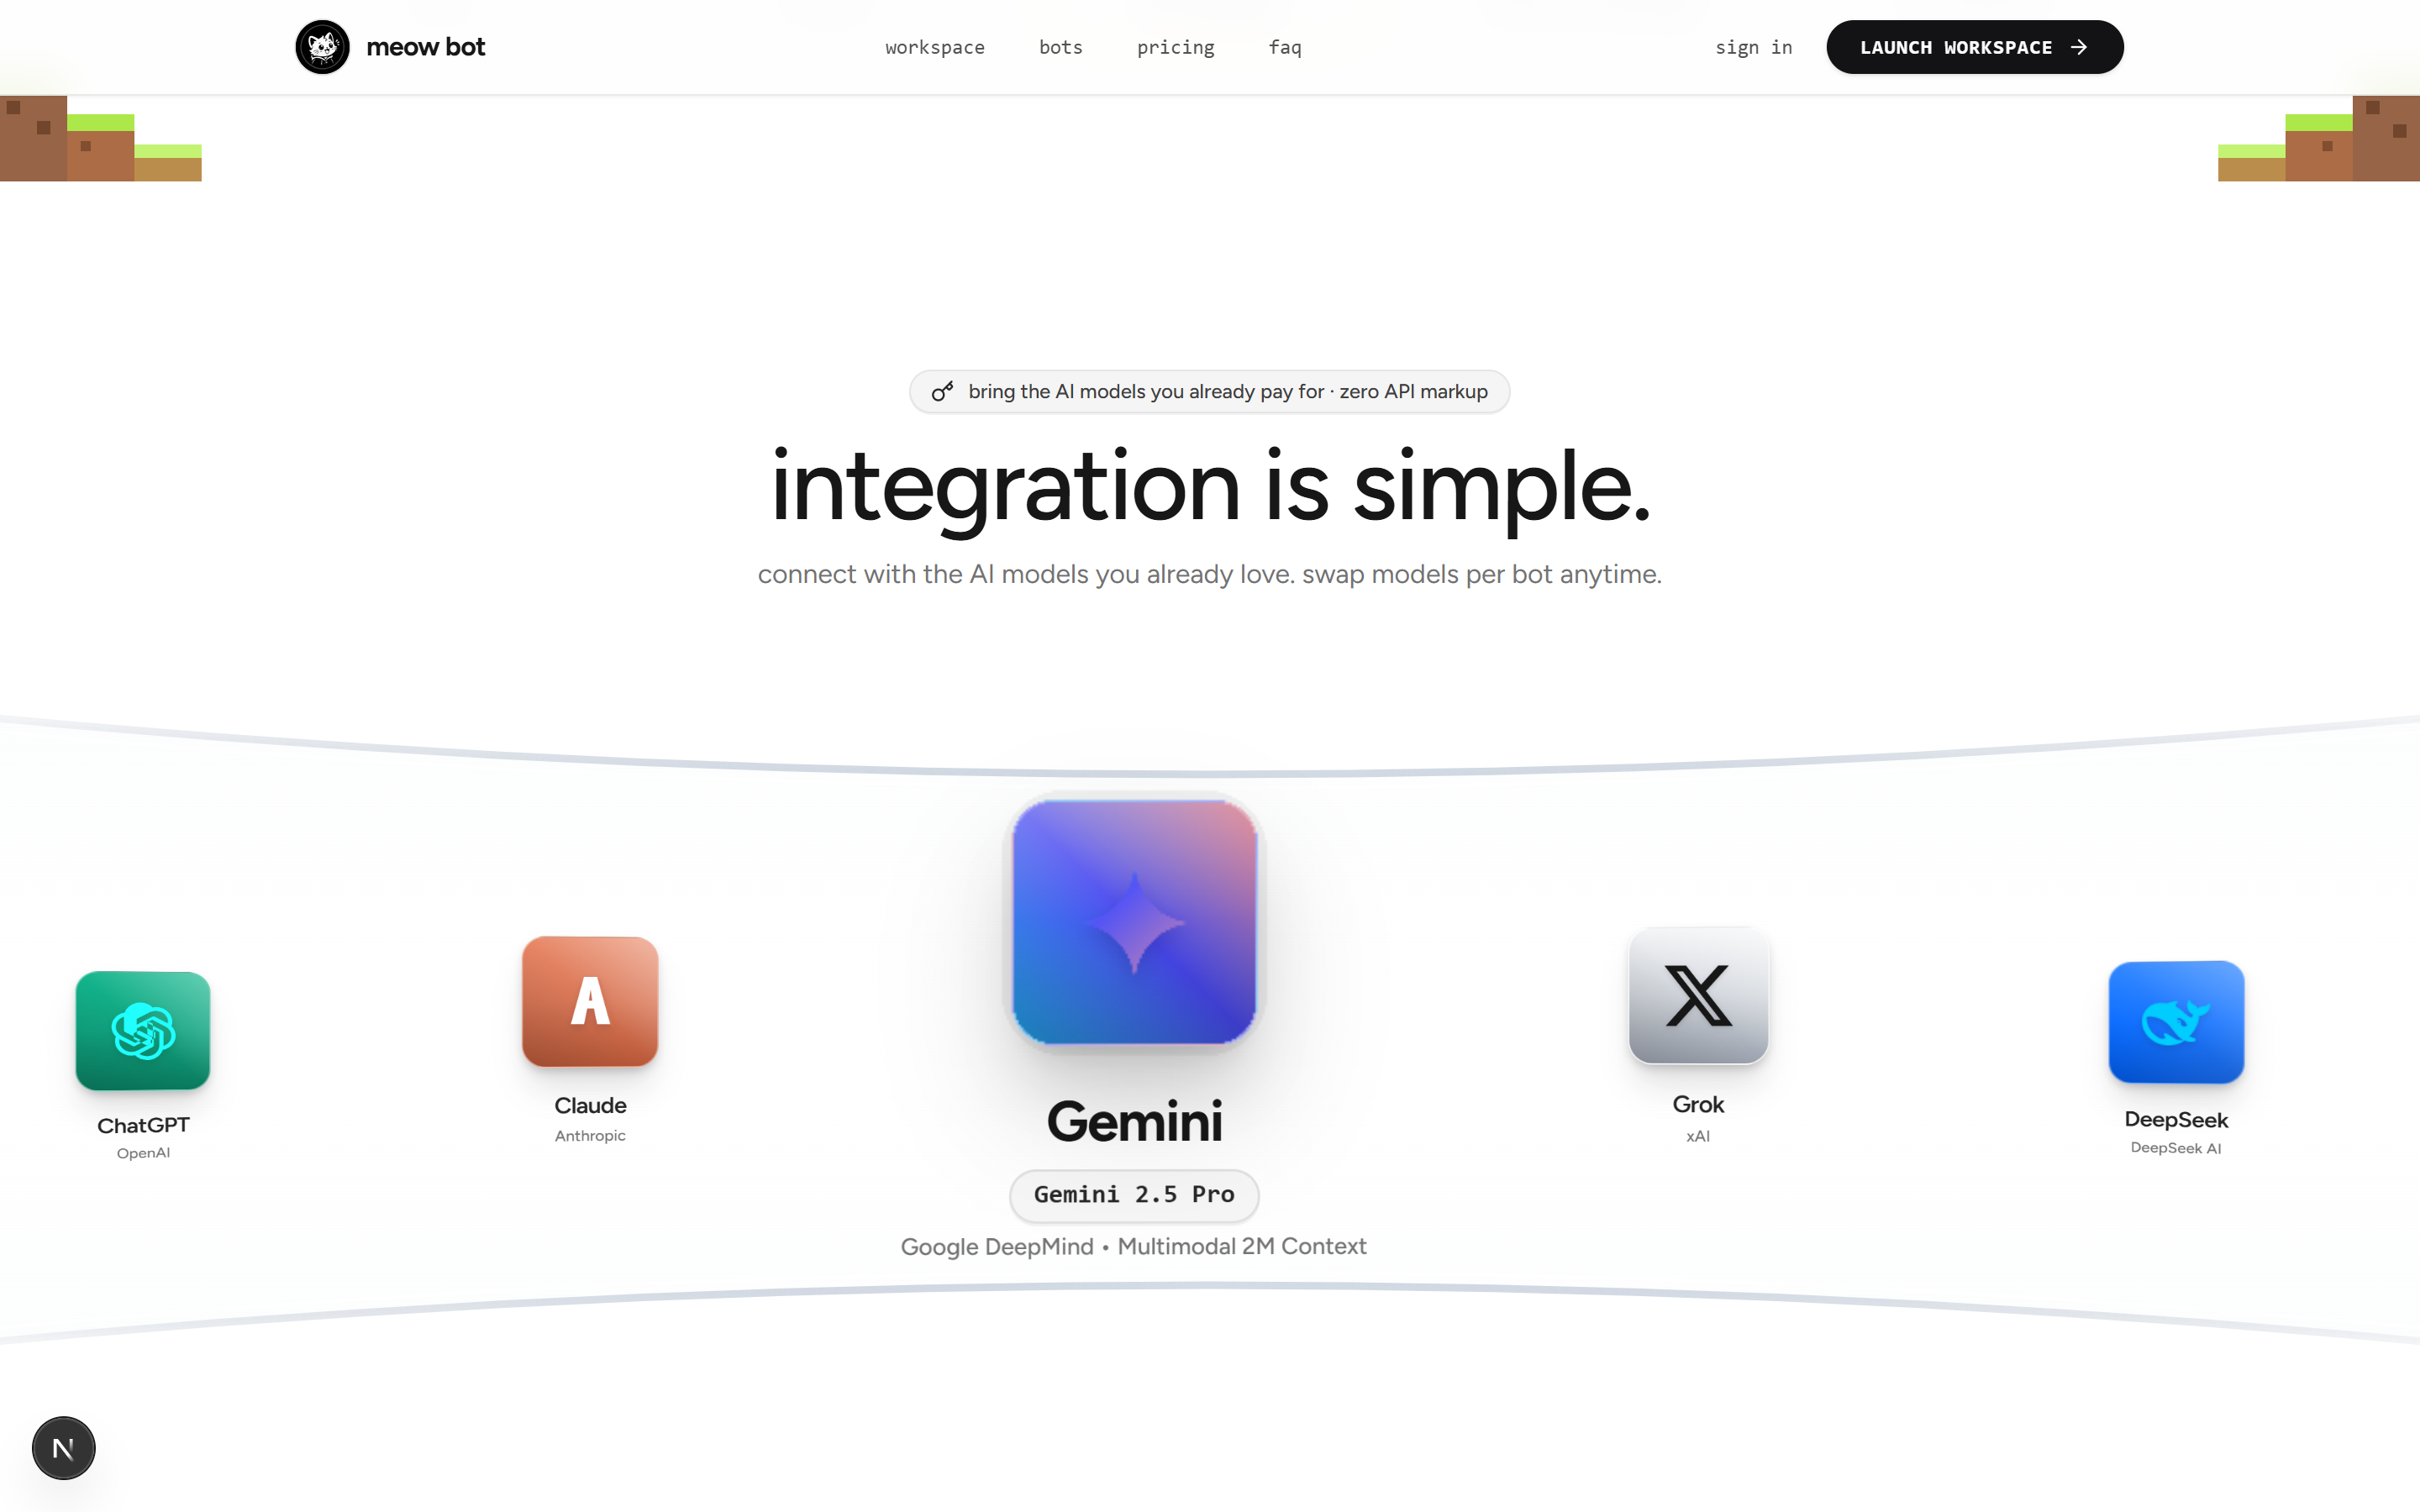 meow bot
workspace
bots
pricing
faq
sign in
LAUNCH WORKSPACE
bring the AI models you already pay for · zero API markup
integration is simple.
connect with the AI models you already love. swap models per bot anytime.
A
ChatGPT
OpenAI
Claude
Anthropic
Gemini
Gemini 2.5 Pro
Google DeepMind • Multimodal 2M Context
Grok
xAI
DeepSeek
DeepSeek AI
N